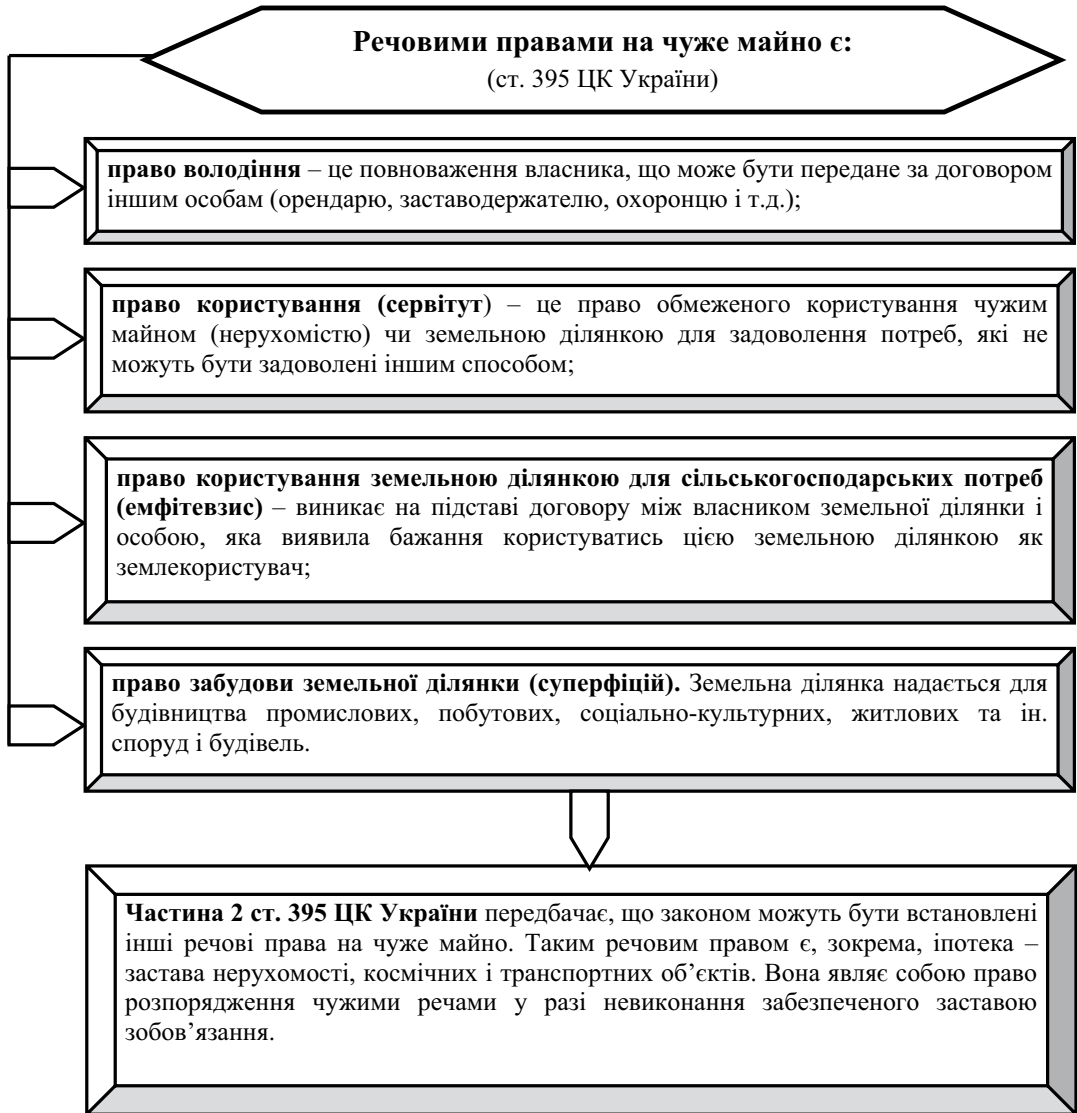 Речовими правами на чуже майно є:
(ст. 395 ЦК України)
право володіння – це повноваження власника, що може бути передане за договором
іншим особам (орендарю, заставодержателю, охоронцю і т.д.);
право користування (сервітут) – це право обмеженого користування чужим
майном (нерухомістю) чи земельною ділянкою для задоволення потреб, які не
можуть бути задоволені іншим способом;
право користування земельною ділянкою для сільськогосподарських потреб
(емфітевзис) – виникає на підставі договору між власником земельної ділянки і
особою, яка виявила бажання користуватись цією земельною ділянкою як
землекористувач;
право забудови земельної ділянки (суперфіцій). Земельна ділянка надається для
будівництва промислових, побутових, соціально-культурних, житлових та ін.
споруд і будівель.
Частина 2 ст. 395 ЦК України передбачає, що законом можуть бути встановлені
інші речові права на чуже майно. Таким речовим правом є, зокрема, іпотека –
застава нерухомості, космічних і транспортних об’єктів. Вона являє собою право
розпорядження чужими речами у разі невиконання забезпеченого заставою
зобов’язання.